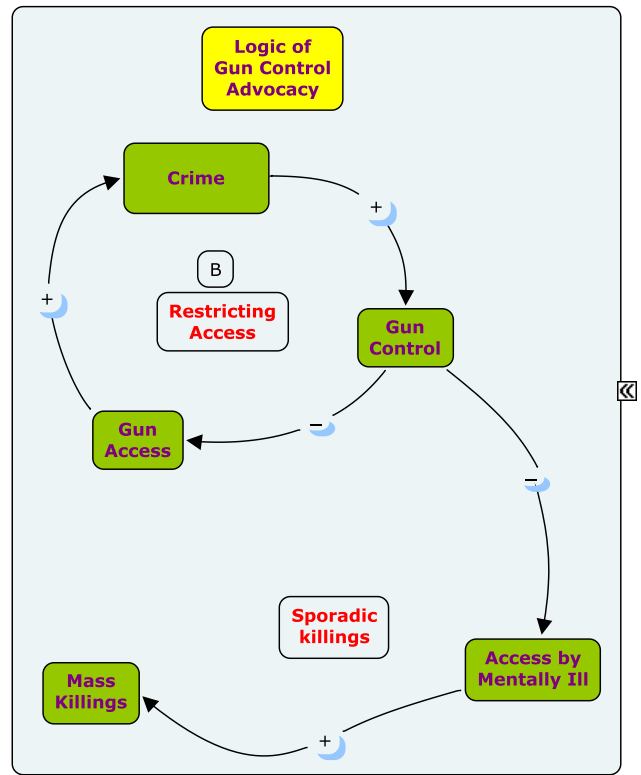 Logic of
Gun Control
Advocacy
Crime
+
B
Restricting
Access
+
Gun
Control
Gun
Access
−
−
Sporadic
killings
Access by
Mentally Ill
Mass
Killings
+